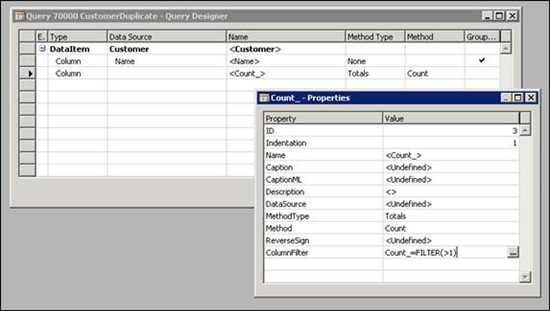 Query 70000 CustomerDuplicate - Query Designer
E. Type Data Source Name Method Type Method Group...
DataItem Customer <Customer>
Column Name <Name> None
Column <Count_> Totals Count
Count_ - Properties
Property Value
ID 3
Indentation 1
Name <Count_>
Caption <Undefined>
CaptionML <Undefined>
Description <>
DataSource <Undefined>
MethodType Totals
Method Count
ReverseSign <Undefined>
ColumnFilter Count_=FILTER(>1) ...